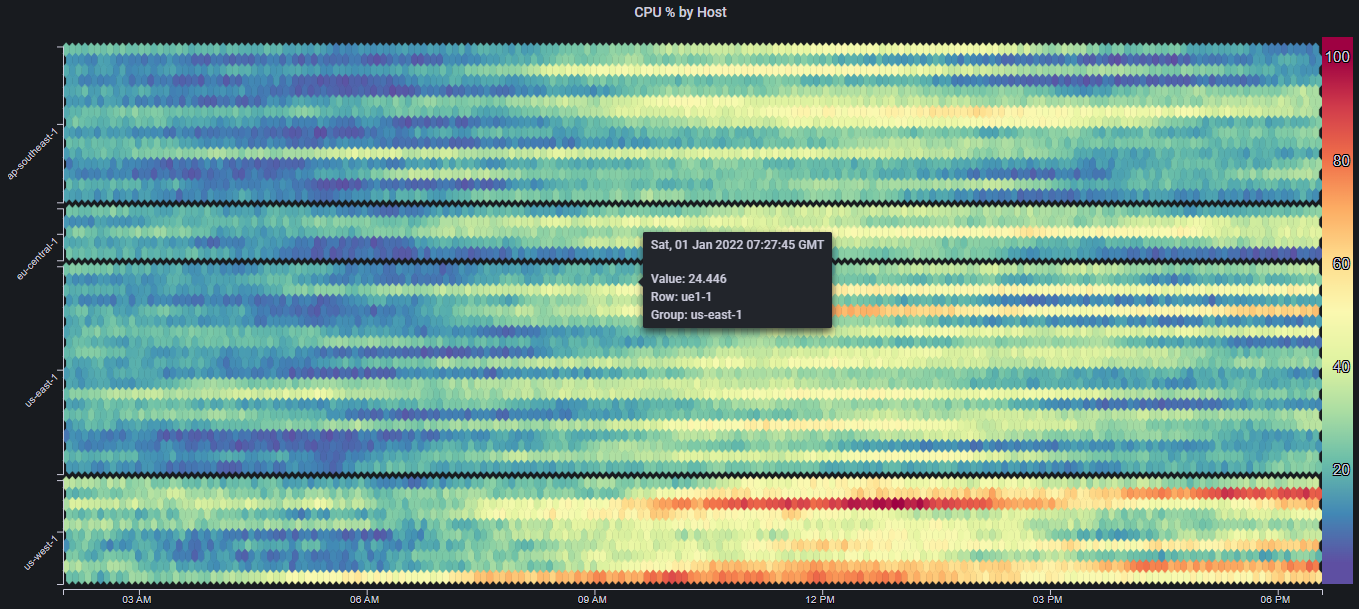 CPU % by Host
ap-southeast-1
eu-central-1
us-east-1
us-west-1
Sat, 01 Jan 2022 07:27:45 GMT
Value: 24.446
Row: ue1-1
Group: us-east-1
100
80
60
40
20
03 AM
06 AM
09 AM
12 PM
03 PM
06 PM